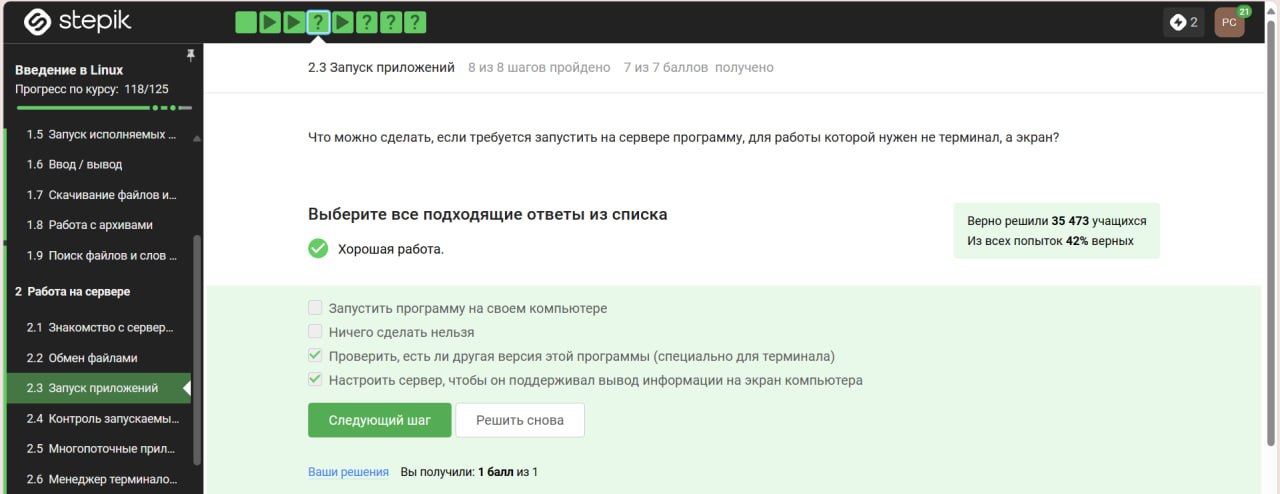 stepik
? ? ? ?
2
PC
21
Введение в Linux
Прогресс по курсу: 118/125
1.5 Запуск исполняемых ...
1.6 Ввод / вывод
1.7 Скачивание файлов и...
1.8 Работа с архивами
1.9 Поиск файлов и слов ...
2 Работа на сервере
2.1 Знакомство с сервер...
2.2 Обмен файлами
2.3 Запуск приложений
2.4 Контроль запускаемы...
2.5 Многопоточные прил...
2.6 Менеджер терминало...
2.3 Запуск приложений 8 из 8 шагов пройдено 7 из 7 баллов получено
Что можно сделать, если требуется запустить на сервере программу, для работы которой нужен не терминал, а экран?
Выберите все подходящие ответы из списка
Хорошая работа.
Верно решили 35 473 учащихся
Из всех попыток 42% верных
Запустить программу на своем компьютере
Ничего сделать нельзя
Проверить, есть ли другая версия этой программы (специально для терминала)
Настроить сервер, чтобы он поддерживал вывод информации на экран компьютера
Следующий шаг
Решить снова
Ваши решения Вы получили: 1 балл из 1